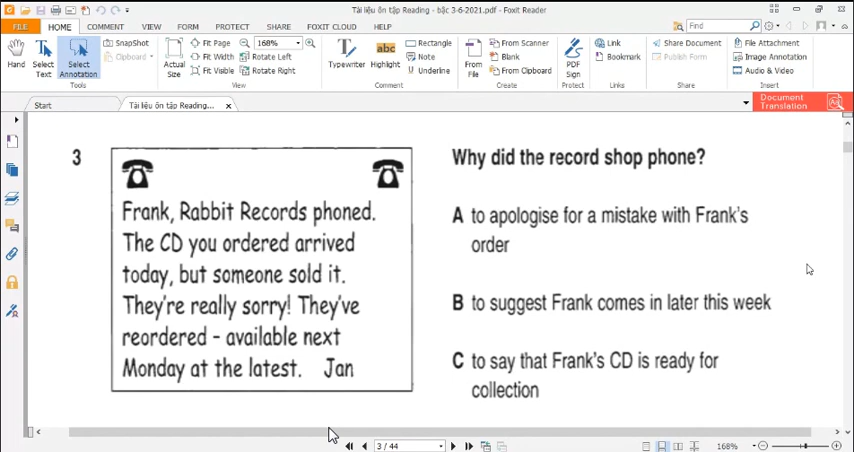 Tài liệu ôn tập Reading - bậc 3-6-2021.pdf - Foxit Reader
FILE HOME COMMENT VIEW FORM PROTECT SHARE FOXIT CLOUD HELP
Find
Hand
Select Text
Select Annotation
SnapShot
Clipboard
Tools
Actual Size
Fit Page
Fit Width
Fit Visible
168%
Rotate Left
Rotate Right
View
Typewriter
Highlight
Rectangle
Note
Underline
Comment
From File
From Scanner
Blank
From Clipboard
Create
PDF Sign
Protect
Link
Bookmark
Links
Share Document
Publish Form
Share
File Attachment
Image Annotation
Audio & Video
Insert
Start
Tài liệu ôn tập Reading...
Document Translation
3
Frank, Rabbit Records phoned.
The CD you ordered arrived
today, but someone sold it.
They're really sorry! They've
reordered - available next
Monday at the latest. Jan
Why did the record shop phone?
A to apologise for a mistake with Frank's
order
B to suggest Frank comes in later this week
C to say that Frank's CD is ready for
collection
3 / 44
168%